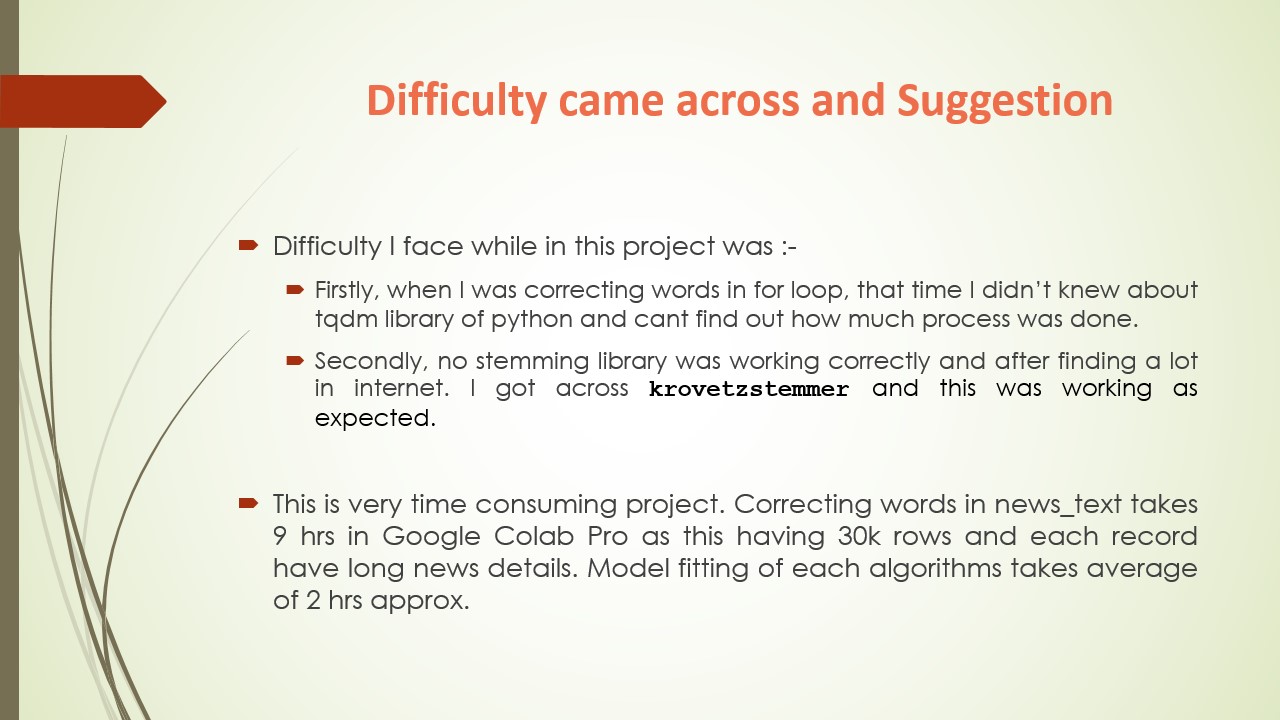 Difficulty came across and Suggestion
Difficulty I face while in this project was :-
Firstly, when I was correcting words in for loop, that time I didn’t knew about
tqdm library of python and cant find out how much process was done.
Secondly, no stemming library was working correctly and after finding a lot
in internet. I got across krovetzstemmer and this was working as
expected.
This is very time consuming project. Correcting words in news_text takes
9 hrs in Google Colab Pro as this having 30k rows and each record
have long news details. Model fitting of each algorithms takes average
of 2 hrs approx.